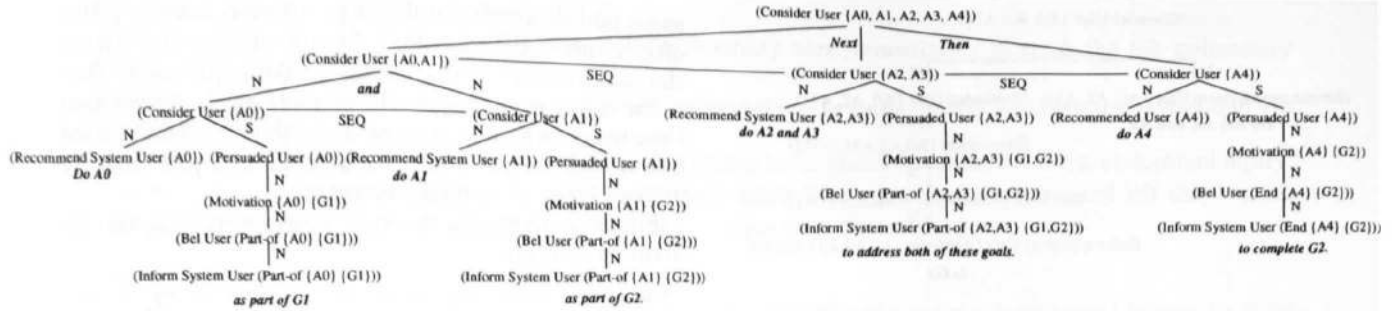 (Consider User {A0, A1, A2, A3, A4})
Next Then
(Consider User {A0,A1}) SEQ (Consider User {A2, A3}) SEQ (Consider User {A4})
N and N N S N S
(Consider User {A0}) SEQ (Consider User {A1}) (Recommend System User {A2,A3}) (Persuaded User {A2,A3}) (Recommended User {A4}) (Persuaded User {A4})
do A2 and A3 do A4
N S N S N N
(Recommend System User {A0}) (Persuaded User {A0}) (Recommend System User {A1}) (Persuaded User {A1}) (Motivation {A2,A3} {G1,G2}) (Motivation {A4} {G2})
Do A0 do A1
N N N N
(Motivation {A0} {G1}) (Motivation {A1} {G2}) (Bel User (Part-of {A2,A3} {G1,G2})) (Bel User (End {A4} {G2}))
N N N N
(Bel User (Part-of {A0} {G1})) (Bel User (Part-of {A1} {G2})) (Inform System User (Part-of {A2,A3} {G1,G2})) (Inform System User (End {A4} {G2}))
to address both of these goals. to complete G2.
N N
(Inform System User (Part-of {A0} {G1})) (Inform System User (Part-of {A1} {G2}))
as part of G1 as part of G2.